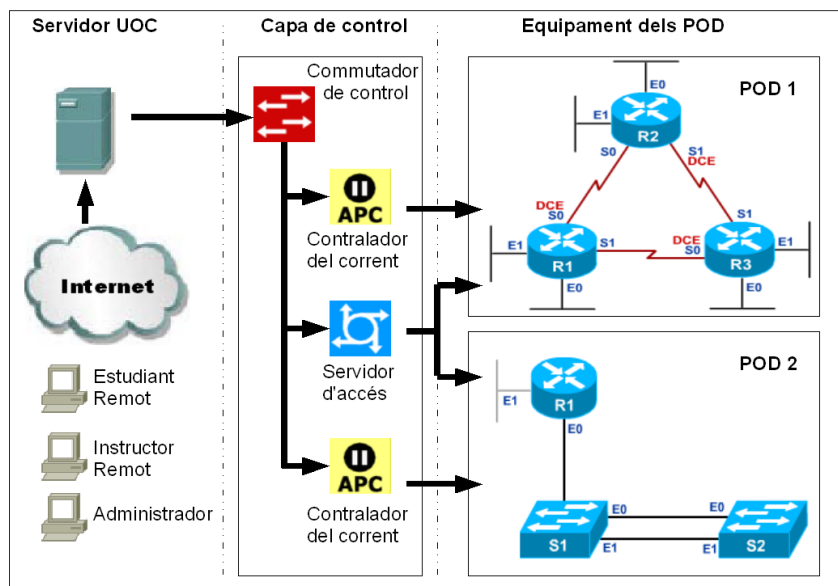 Servidor UOC
Capa de control
Equipament dels POD
Commutador
de control
APC
Contralador
del corrent
Servidor
d'accés
APC
Contralador
del corrent
Internet
Estudiant
Remot
Instructor
Remot
Administrador
POD 1
E0
E1
R2
S0
S1
DCE
DCE
S0
E1
S1
R1
E0
S1
DCE
S0
E1
R3
E0
POD 2
R1
E1
E0
E0
E0
S1
E1
E1
S2